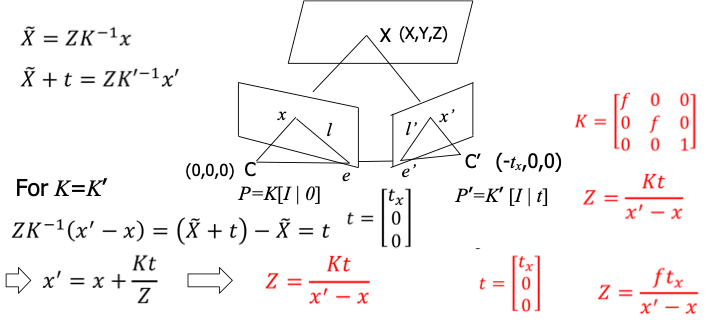 X̃ = ZK⁻¹x
X̃ + t = ZK′⁻¹x′
X (X,Y,Z)
x
l
l′
x′
(0,0,0) C
e
e′
C′ (-tₓ,0,0)
P=K[I | 0]
P′=K′ [I | t]
For K=K′
ZK⁻¹(x′ − x) = (X̃ + t) − X̃ = t
t = [tₓ
0
0]
x′ = x + Kt/Z
Z = Kt/(x′ − x)
K = [f 0 0
0 f 0
0 0 1]
Z = Kt/(x′ − x)
t = [tₓ
0
0]
Z = ftₓ/(x′ − x)